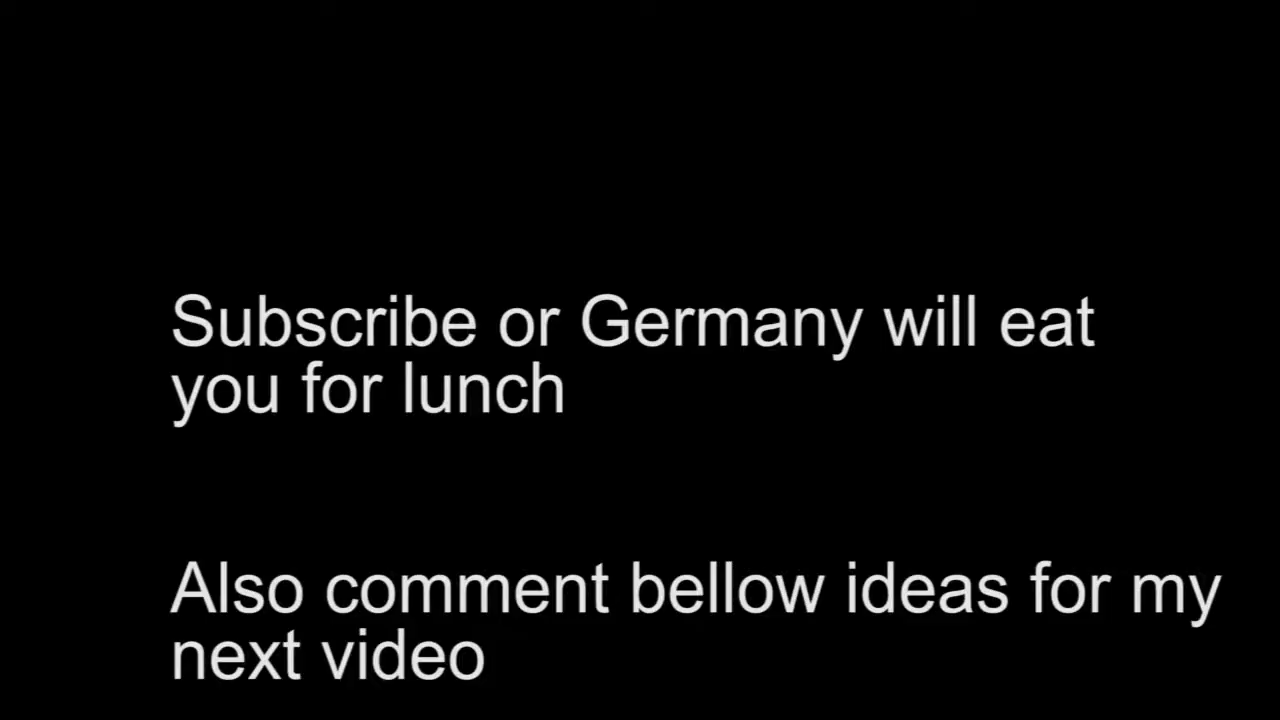 Subscribe or Germany will eat
you for lunch
Also comment bellow ideas for my
next video